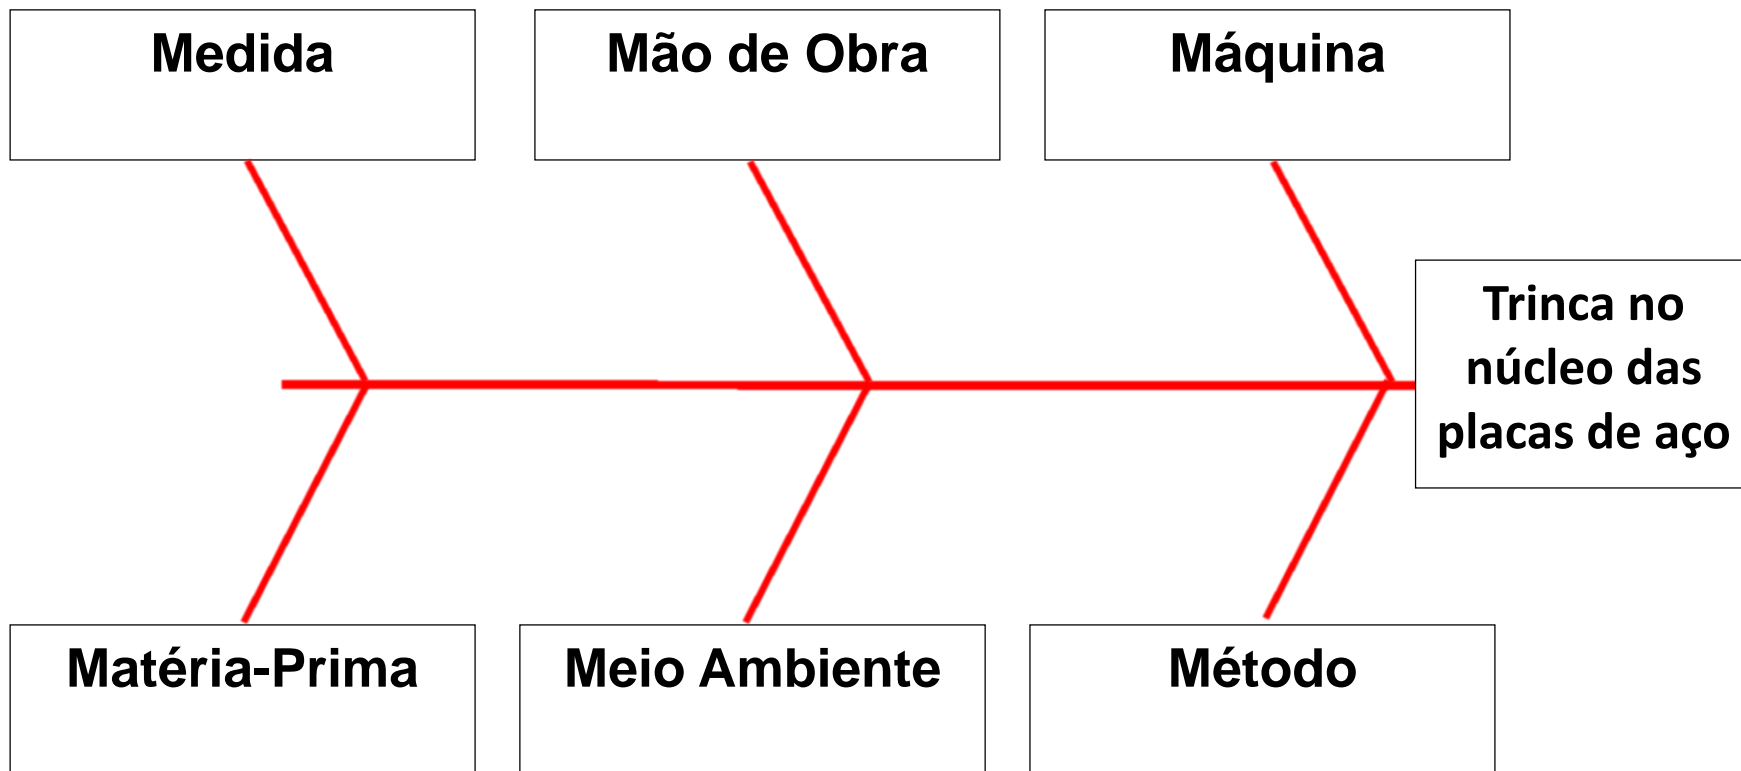 Medida
Mão de Obra
Máquina
Trinca no
núcleo das
placas de aço
Matéria-Prima
Meio Ambiente
Método